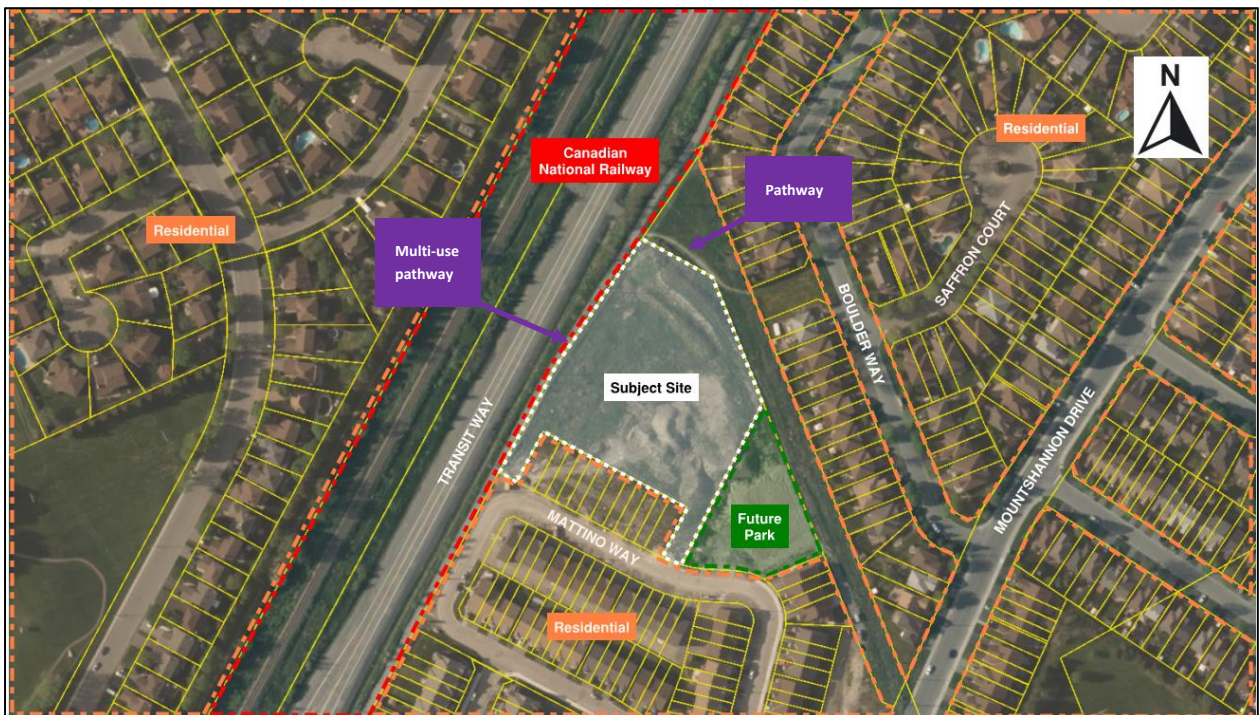 N
Residential
Canadian
National Railway
Pathway
Residential
Multi-use
pathway
SAFFRON COURT
BOULDER WAY
Subject Site
TRANSIT WAY
MOUNTSHANNON DRIVE
Future
Park
MATTINO WAY
Residential